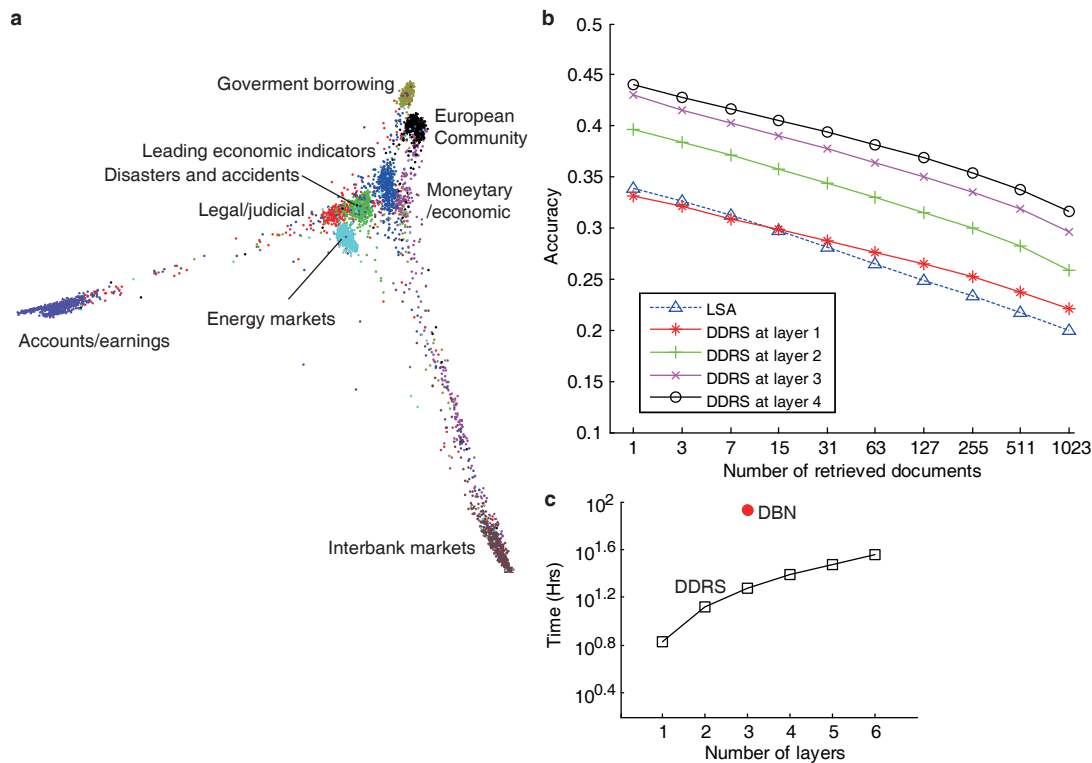 a
Goverment borrowing
European
Community
Leading economic indicators
Disasters and accidents
Legal/judicial
Moneytary
/economic
Energy markets
Accounts/earnings
Interbank markets
b
0.5
0.45
0.4
0.35
0.3
0.25
0.2
0.15
0.1
Accuracy
LSA
DDRS at layer 1
DDRS at layer 2
DDRS at layer 3
DDRS at layer 4
1 3 7 15 31 63 127 255 511 1023
Number of retrieved documents
c
10^2
10^1.6
10^1.2
10^0.8
10^0.4
Time (Hrs)
DBN
DDRS
1 2 3 4 5 6
Number of layers